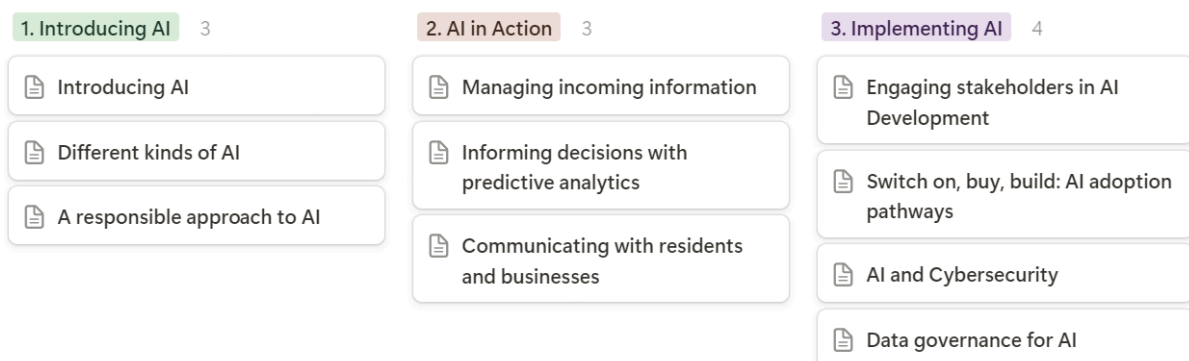 1. Introducing AI 3
Introducing AI
Different kinds of AI
A responsible approach to AI
2. AI in Action 3
Managing incoming information
Informing decisions with
predictive analytics
Communicating with residents
and businesses
3. Implementing AI 4
Engaging stakeholders in AI
Development
Switch on, buy, build: AI adoption
pathways
AI and Cybersecurity
Data governance for AI